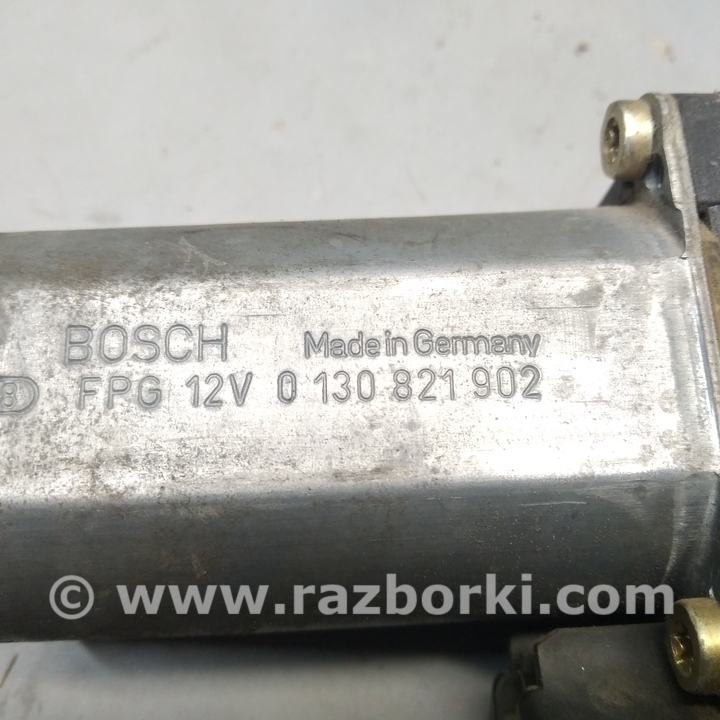 BOSCH Made in Germany
FPG 12V 0 130 821 902
© www.razborki.com